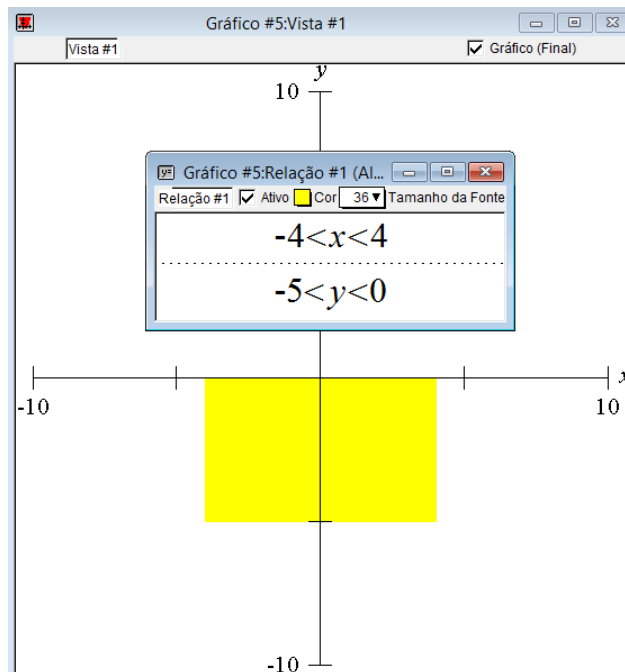 Gráfico #5:Vista #1
Vista #1 Gráfico (Final)
y
10
Gráfico #5:Relação #1 (Al...
Relação #1 Ativo Cor 36 Tamanho da Fonte
-4<x<4
-5<y<0
x
-10 10
-10